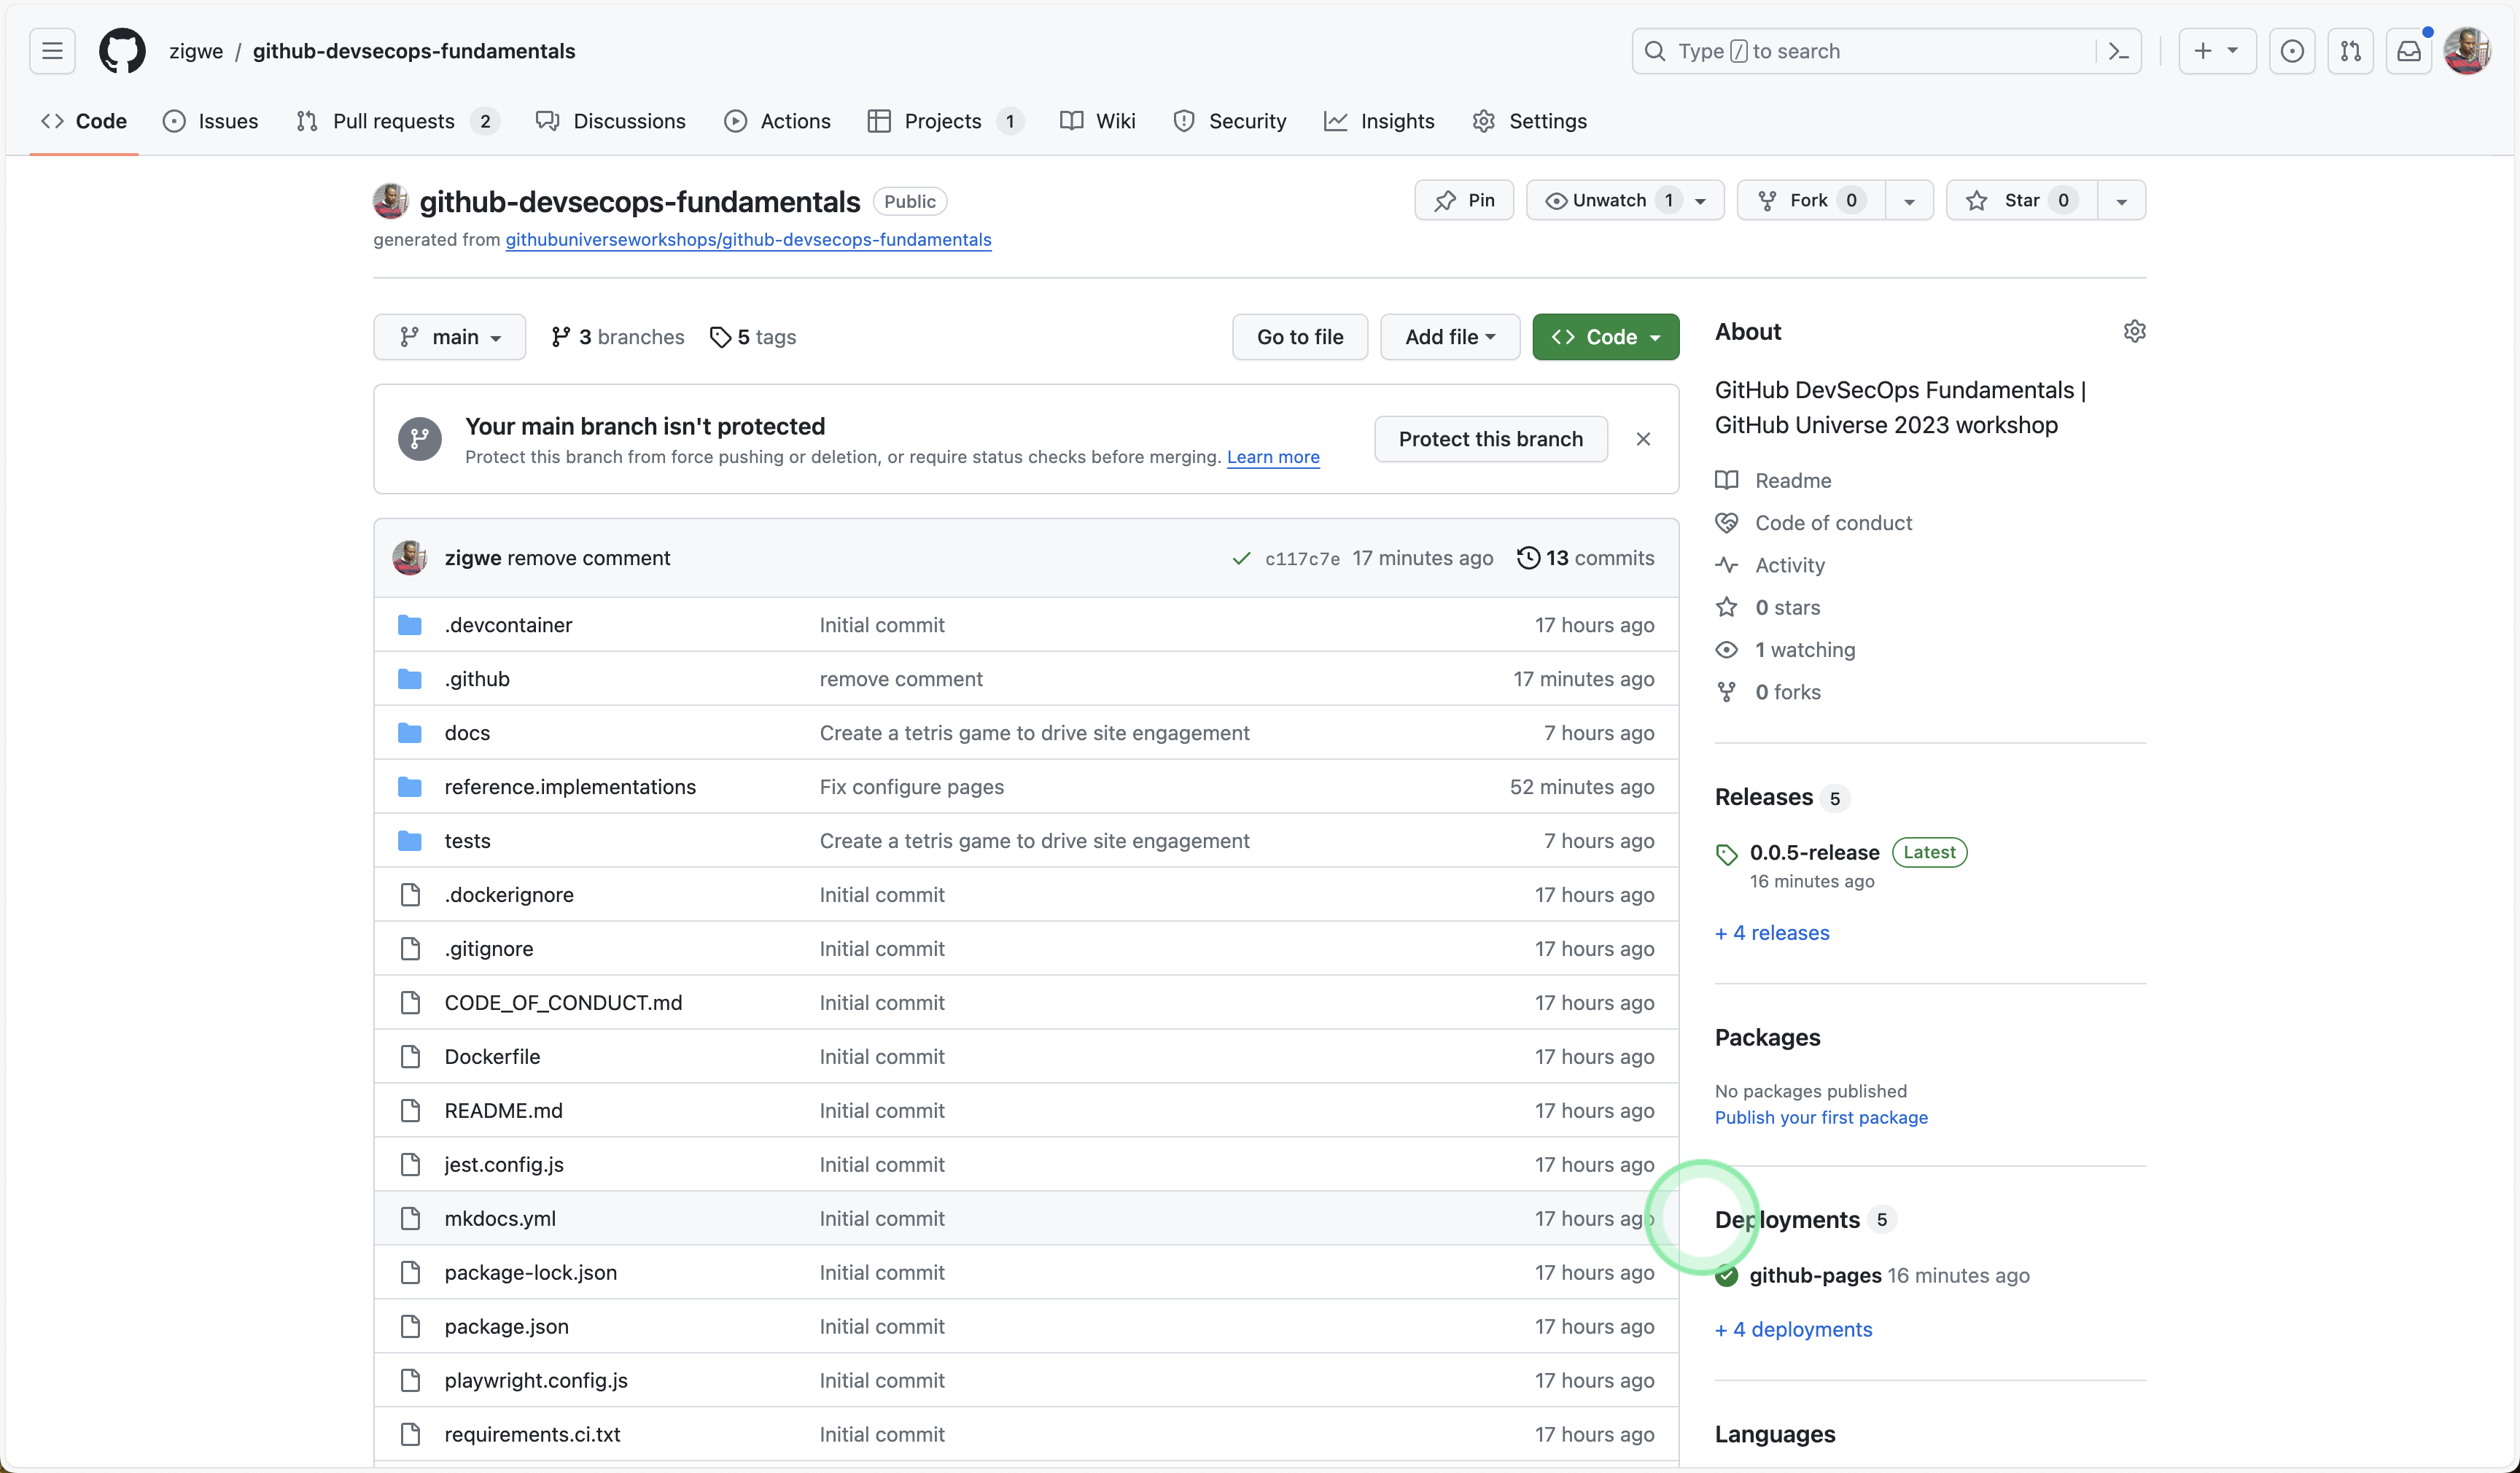 zigwe / github-devsecops-fundamentals
Type / to search
Code
Issues
Pull requests 2
Discussions
Actions
Projects 1
Wiki
Security
Insights
Settings
github-devsecops-fundamentals Public
Pin
Unwatch 1
Fork 0
Star 0
generated from githubuniverseworkshops/github-devsecops-fundamentals
main
3 branches
5 tags
Go to file
Add file
Code
Your main branch isn't protected
Protect this branch from force pushing or deletion, or require status checks before merging. Learn more
Protect this branch
zigwe remove comment c117c7e 17 minutes ago 13 commits
.devcontainer Initial commit 17 hours ago
.github remove comment 17 minutes ago
docs Create a tetris game to drive site engagement 7 hours ago
reference.implementations Fix configure pages 52 minutes ago
tests Create a tetris game to drive site engagement 7 hours ago
.dockerignore Initial commit 17 hours ago
.gitignore Initial commit 17 hours ago
CODE_OF_CONDUCT.md Initial commit 17 hours ago
Dockerfile Initial commit 17 hours ago
README.md Initial commit 17 hours ago
jest.config.js Initial commit 17 hours ago
mkdocs.yml Initial commit 17 hours ago
package-lock.json Initial commit 17 hours ago
package.json Initial commit 17 hours ago
playwright.config.js Initial commit 17 hours ago
requirements.ci.txt Initial commit 17 hours ago
About
GitHub DevSecOps Fundamentals |
GitHub Universe 2023 workshop
Readme
Code of conduct
Activity
0 stars
1 watching
0 forks
Releases 5
0.0.5-release Latest
16 minutes ago
+ 4 releases
Packages
No packages published
Publish your first package
Deployments 5
github-pages 16 minutes ago
+ 4 deployments
Languages